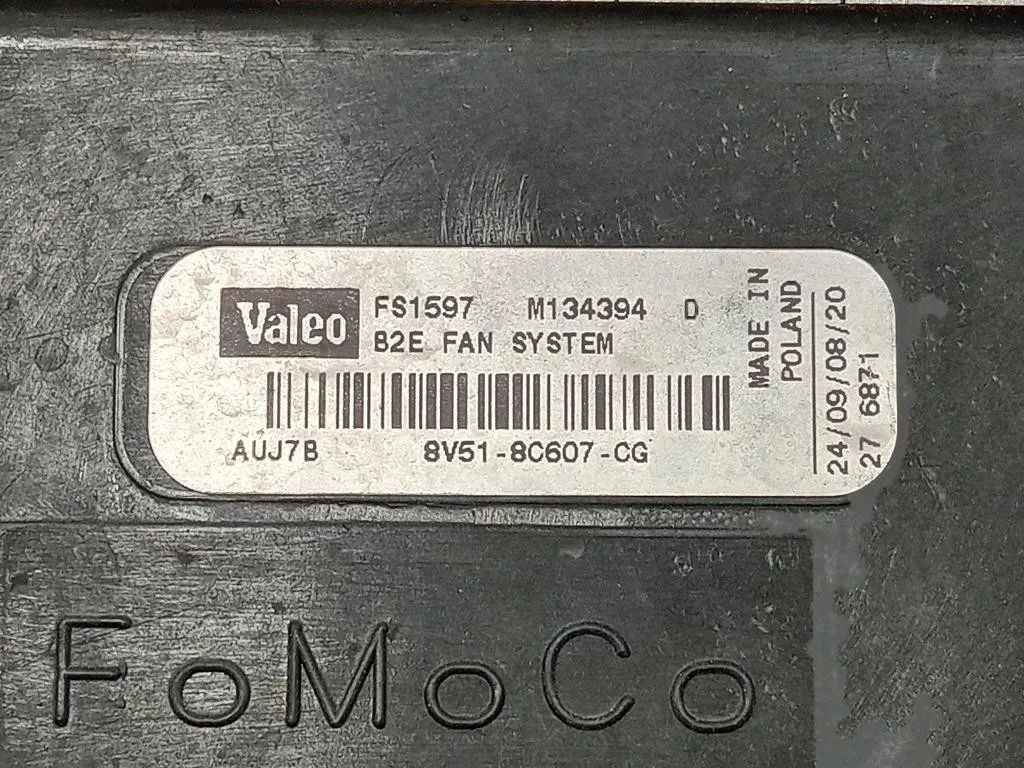 Valeo
FS1597 M134394 D
B2E FAN SYSTEM
AUJ7B 8V51-8C607-CG
MADE IN
POLAND
24/09/08/20
27 6871
FoMoCo